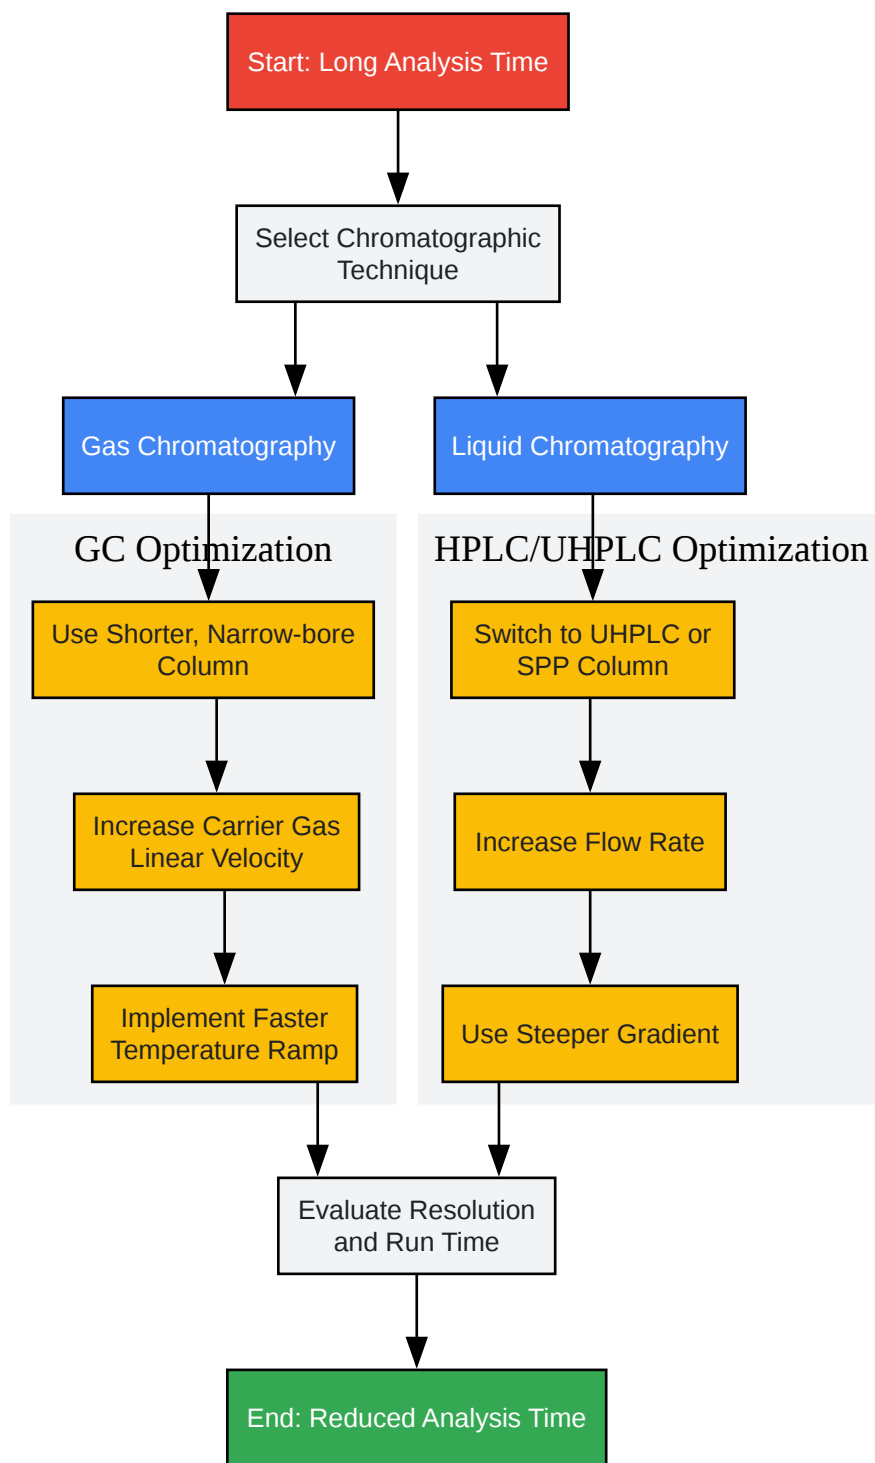 Start: Long Analysis Time
Select Chromatographic
Technique
Gas Chromatography
Liquid Chromatography
GC Optimization
HPLC/UHPLC Optimization
Use Shorter, Narrow-bore
Column
Switch to UHPLC or
SPP Column
Increase Carrier Gas
Linear Velocity
Increase Flow Rate
Implement Faster
Temperature Ramp
Use Steeper Gradient
Evaluate Resolution
and Run Time
End: Reduced Analysis Time